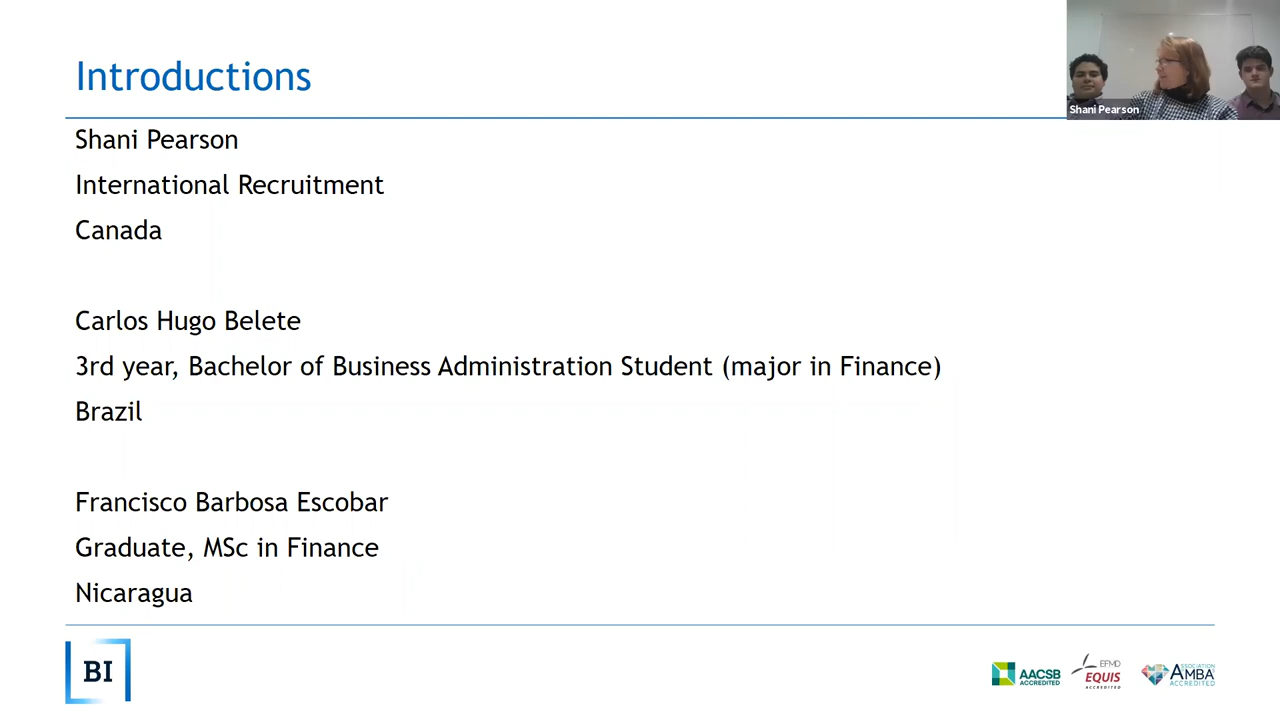 Introductions
Shani Pearson
Shani Pearson
International Recruitment
Canada
Carlos Hugo Belete
3rd year, Bachelor of Business Administration Student (major in Finance)
Brazil
Francisco Barbosa Escobar
Graduate, MSc in Finance
Nicaragua
BI
AACSB
ACCREDITED
EFMD
EQUIS
ACCREDITED
ASSOCIATION
AMBA
ACCREDITED